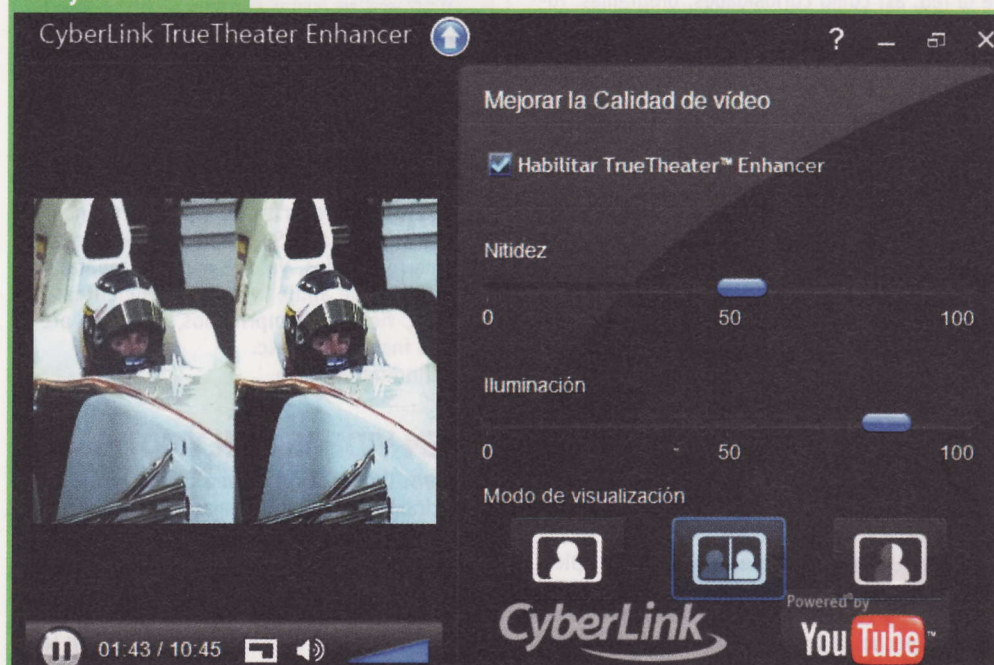 CyberLink TrueTheater Enhancer
?
Mejorar la Calidad de vídeo
Habilitar TrueTheater™ Enhancer
Nitidez
0 50 100
Iluminación
0 50 100
Modo de visualización
CyberLink
Powered by
YouTube™
01:43 / 10:45